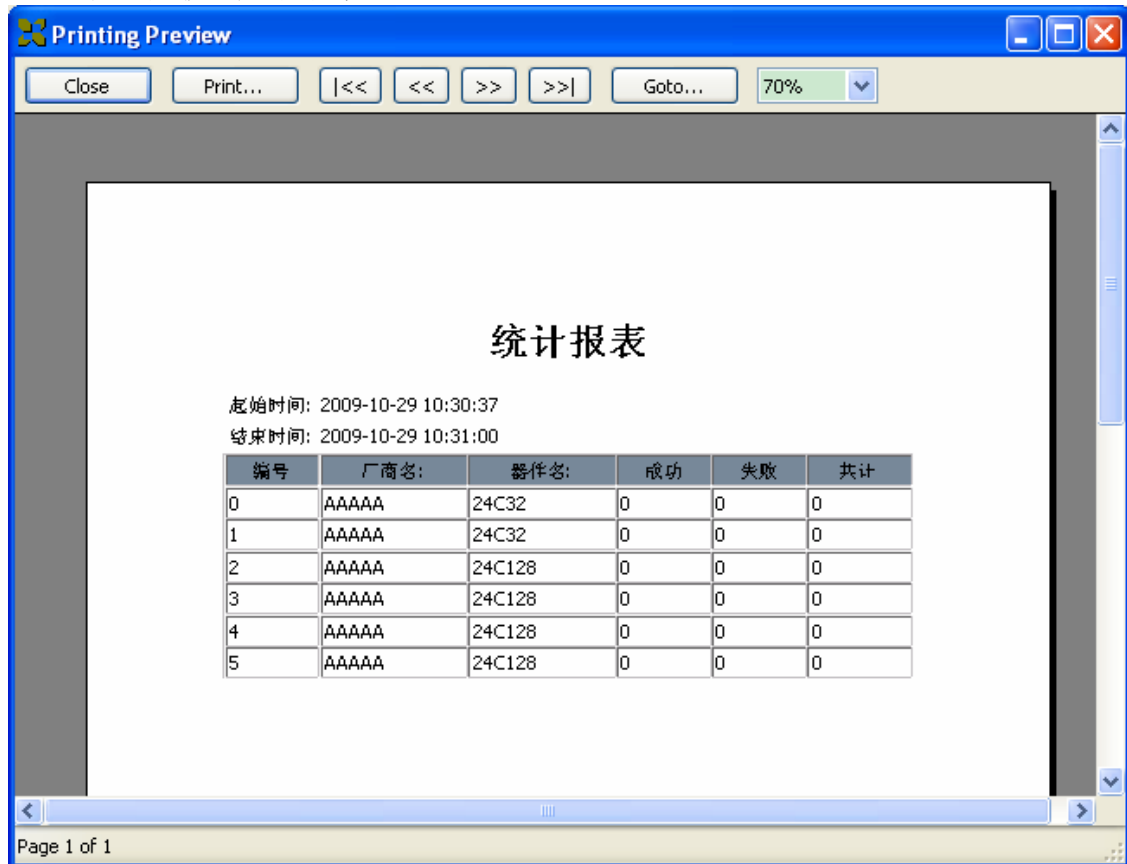 Printing Preview
Close Print... |<< << >> >>| Goto... 70%
统计报表
起始时间: 2009-10-29 10:30:37
结束时间: 2009-10-29 10:31:00
编号 厂商名: 器件名: 成功 失败 共计
0 AAAAA 24C32 0 0 0
1 AAAAA 24C32 0 0 0
2 AAAAA 24C128 0 0 0
3 AAAAA 24C128 0 0 0
4 AAAAA 24C128 0 0 0
5 AAAAA 24C128 0 0 0
Page 1 of 1